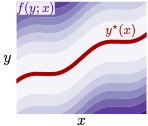 f(y; x)
y*(x)
y
x